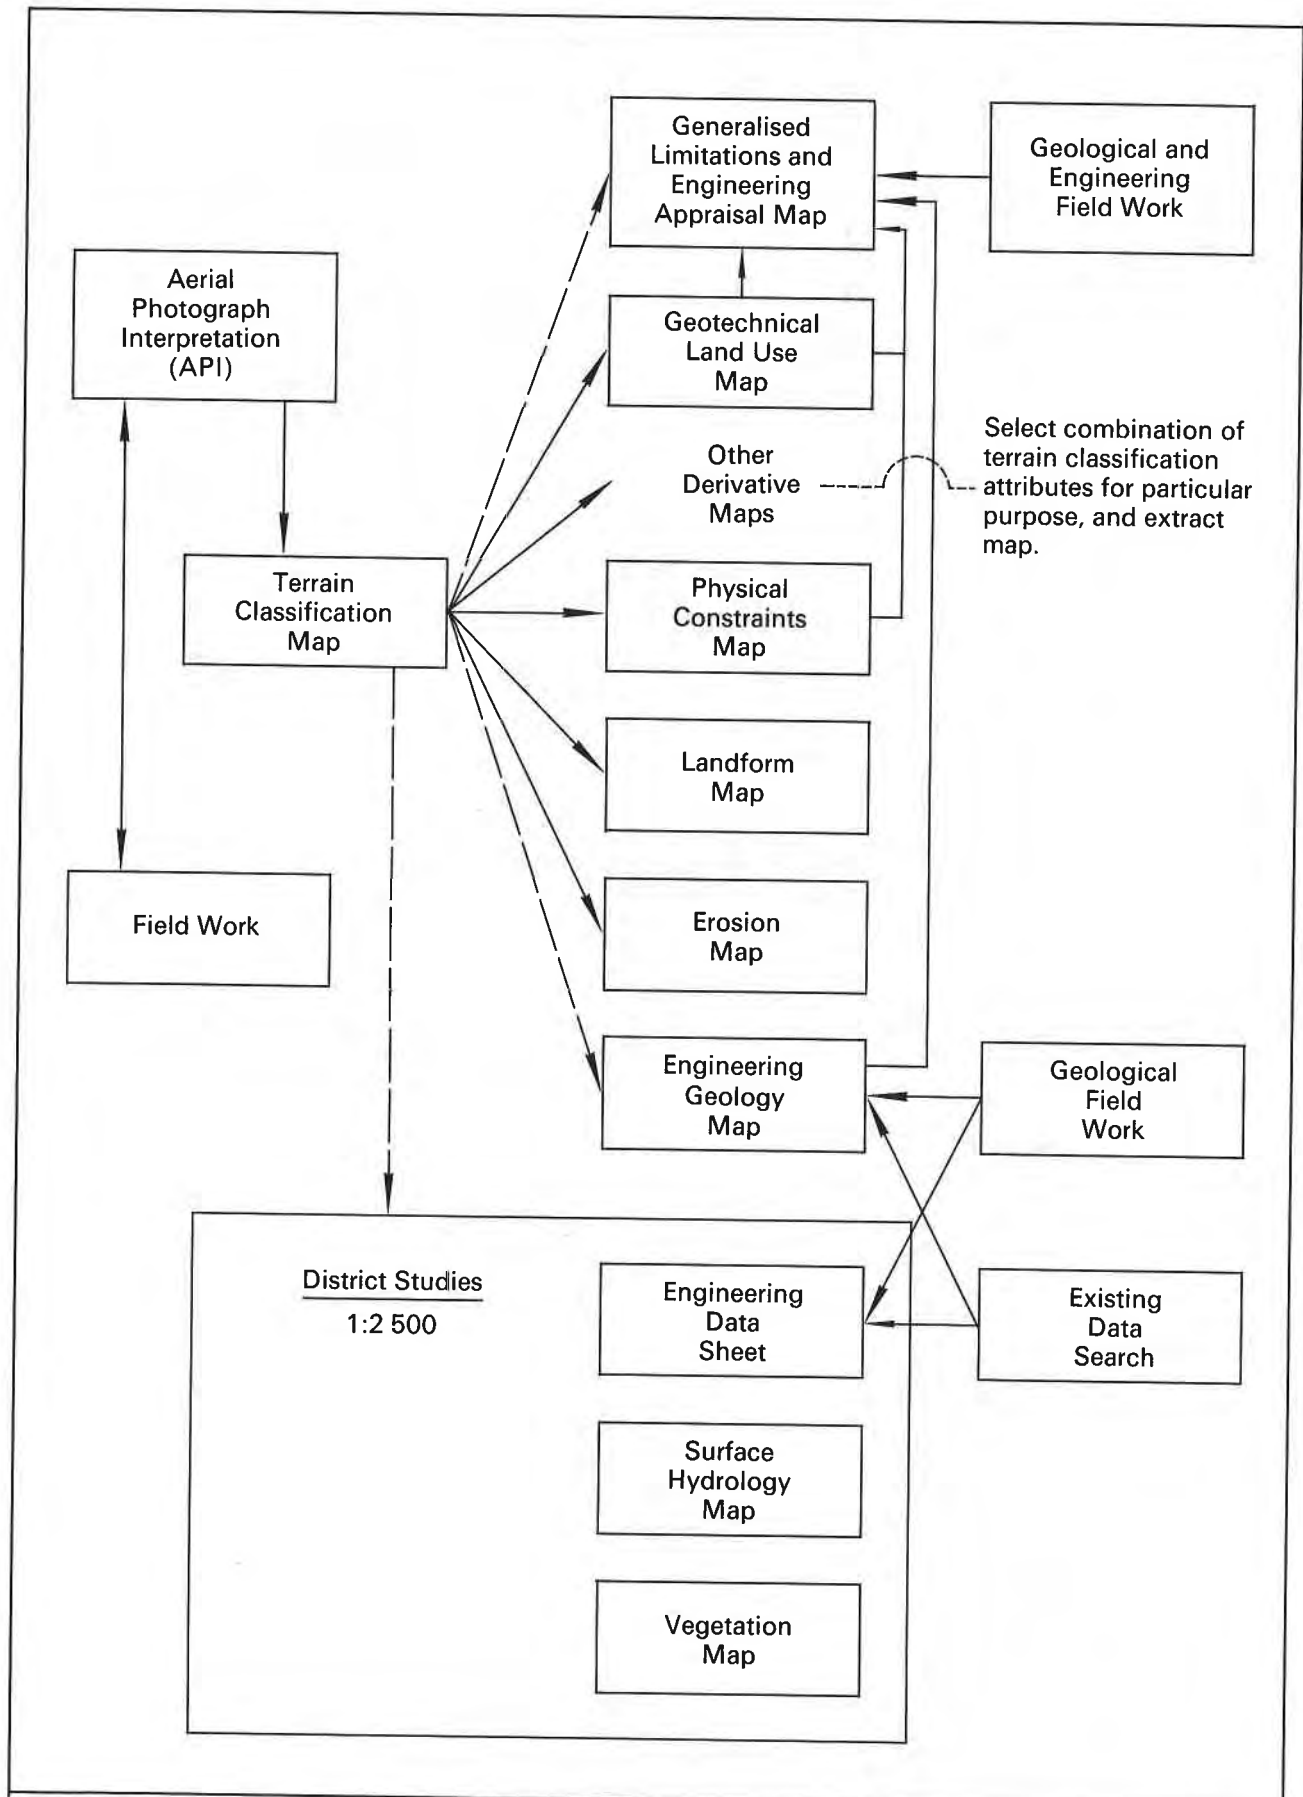 Generalised
Limitations and
Engineering
Appraisal Map
Geological and
Engineering
Field Work
Aerial
Photograph
Interpretation
(API)
Geotechnical
Land Use
Map
Other
Derivative
Maps
Select combination of
terrain classification
attributes for particular
purpose, and extract
map.
Terrain
Classification
Map
Physical
Constraints
Map
Landform
Map
Field Work
Erosion
Map
Engineering
Geology
Map
Geological
Field
Work
District Studies
1:2 500
Engineering
Data
Sheet
Existing
Data
Search
Surface
Hydrology
Map
Vegetation
Map